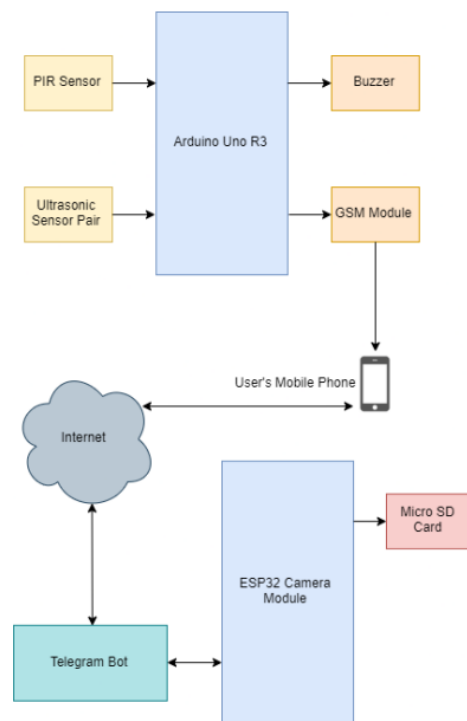 PIR Sensor
Arduino Uno R3
Buzzer
Ultrasonic
Sensor Pair
GSM Module
User's Mobile Phone
Internet
Micro SD
Card
ESP32 Camera
Module
Telegram Bot